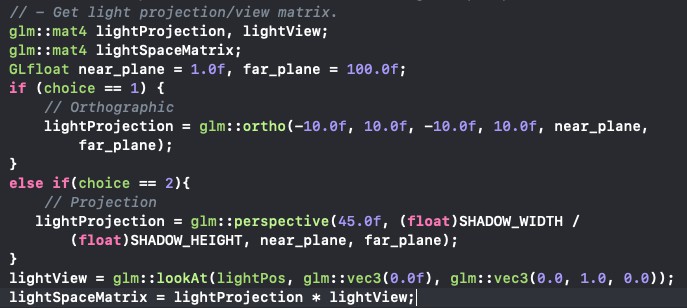 // – Get light projection/view matrix.
glm::mat4 lightProjection, lightView;
glm::mat4 lightSpaceMatrix;
GLfloat near_plane = 1.0f, far_plane = 100.0f;
if (choice == 1) {
// Orthographic
lightProjection = glm::ortho(-10.0f, 10.0f, -10.0f, 10.0f, near_plane,
far_plane);
}
else if(choice == 2){
// Projection
lightProjection = glm::perspective(45.0f, (float)SHADOW_WIDTH /
(float)SHADOW_HEIGHT, near_plane, far_plane);
}
lightView = glm::lookAt(lightPos, glm::vec3(0.0f), glm::vec3(0.0, 1.0, 0.0));
lightSpaceMatrix = lightProjection * lightView;